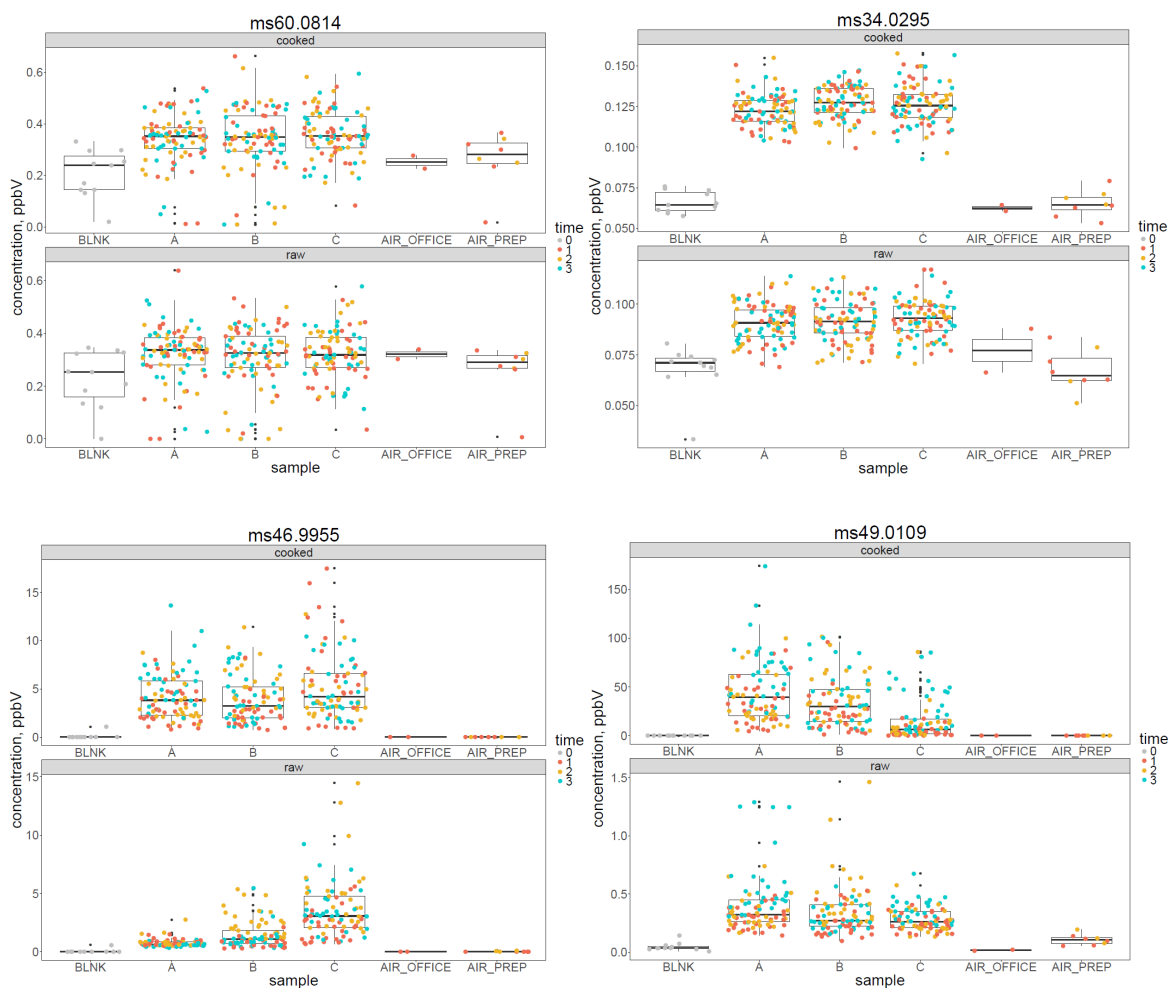 ms60.0814
cooked
0.6
0.4
0.2
0.0
BLNK A B C AIR_OFFICE AIR_PREP
raw
0.6
0.4
0.2
0.0
BLNK A B C AIR_OFFICE AIR_PREP
sample
concentration, ppbV
time
0
1
2
3
ms34.0295
cooked
0.150
0.125
0.100
0.075
0.050
BLNK A B C AIR_OFFICE AIR_PREP
raw
0.100
0.075
0.050
BLNK A B C AIR_OFFICE AIR_PREP
sample
concentration, ppbV
time
0
1
2
3
ms46.9955
cooked
15
10
5
0
BLNK A B C AIR_OFFICE AIR_PREP
raw
15
10
5
0
BLNK A B C AIR_OFFICE AIR_PREP
sample
concentration, ppbV
time
0
1
2
3
ms49.0109
cooked
150
100
50
0
BLNK A B C AIR_OFFICE AIR_PREP
raw
1.5
1.0
0.5
0.0
BLNK A B C AIR_OFFICE AIR_PREP
sample
concentration, ppbV
time
0
1
2
3